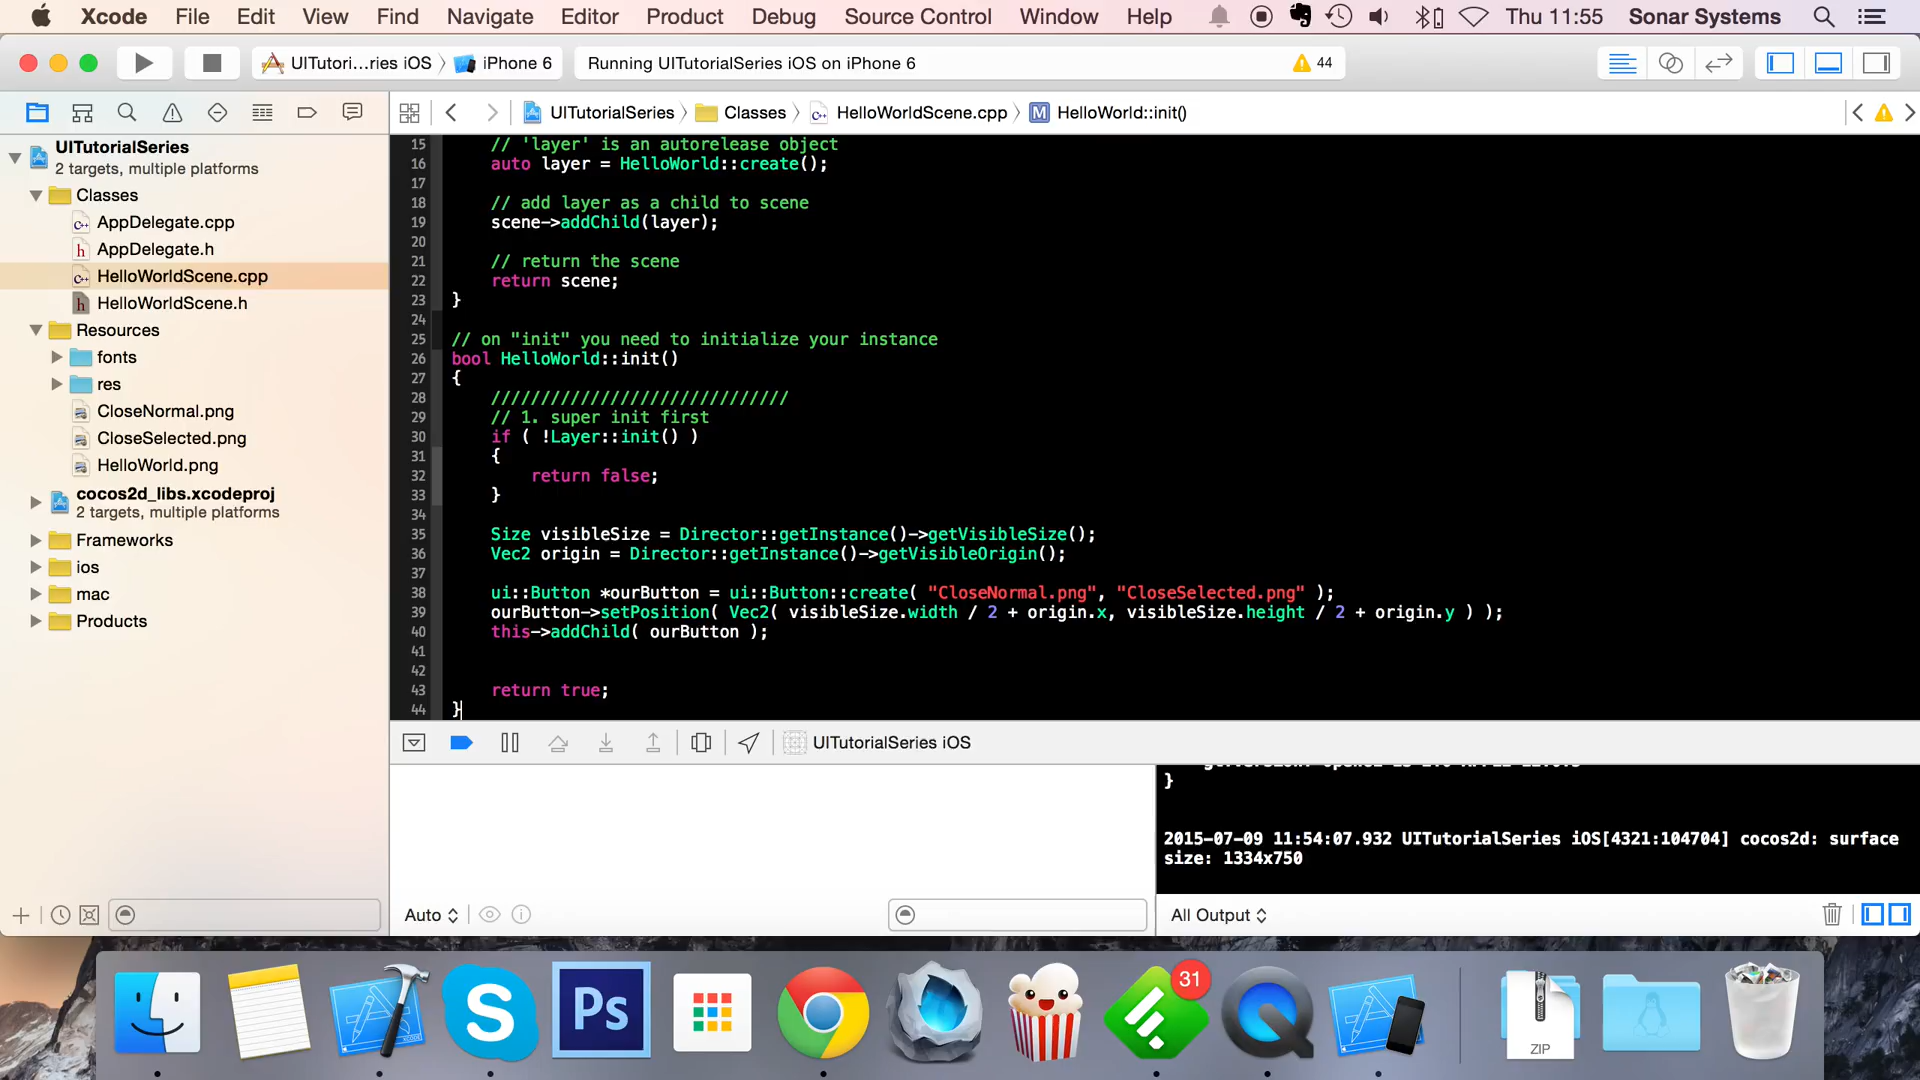 Xcode File Edit View Find Navigate Editor Product Debug Source Control Window Help Thu 11:55 Sonar Systems
UITutori...ries iOS iPhone 6 Running UITutorialSeries iOS on iPhone 6 44
UITutorialSeries Classes HelloWorldScene.cpp M HelloWorld::init()
UITutorialSeries
2 targets, multiple platforms
Classes
AppDelegate.cpp
AppDelegate.h
HelloWorldScene.cpp
HelloWorldScene.h
Resources
fonts
res
CloseNormal.png
CloseSelected.png
HelloWorld.png
cocos2d_libs.xcodeproj
2 targets, multiple platforms
Frameworks
ios
mac
Products
15 // 'layer' is an autorelease object
16 auto layer = HelloWorld::create();
17
18 // add layer as a child to scene
19 scene->addChild(layer);
20
21 // return the scene
22 return scene;
23 }
24
25 // on "init" you need to initialize your instance
26 bool HelloWorld::init()
27 {
28 //////////////////////////////
29 // 1. super init first
30 if ( !Layer::init() )
31 {
32 return false;
33 }
34
35 Size visibleSize = Director::getInstance()->getVisibleSize();
36 Vec2 origin = Director::getInstance()->getVisibleOrigin();
37
38 ui::Button *ourButton = ui::Button::create( "CloseNormal.png", "CloseSelected.png" );
39 ourButton->setPosition( Vec2( visibleSize.width / 2 + origin.x, visibleSize.height / 2 + origin.y ) );
40 this->addChild( ourButton );
41
42
43 return true;
44 }
UITutorialSeries iOS
}
2015-07-09 11:54:07.932 UITutorialSeries iOS[4321:104704] cocos2d: surface
size: 1334x750
Auto
All Output
Ps
31
ZIP